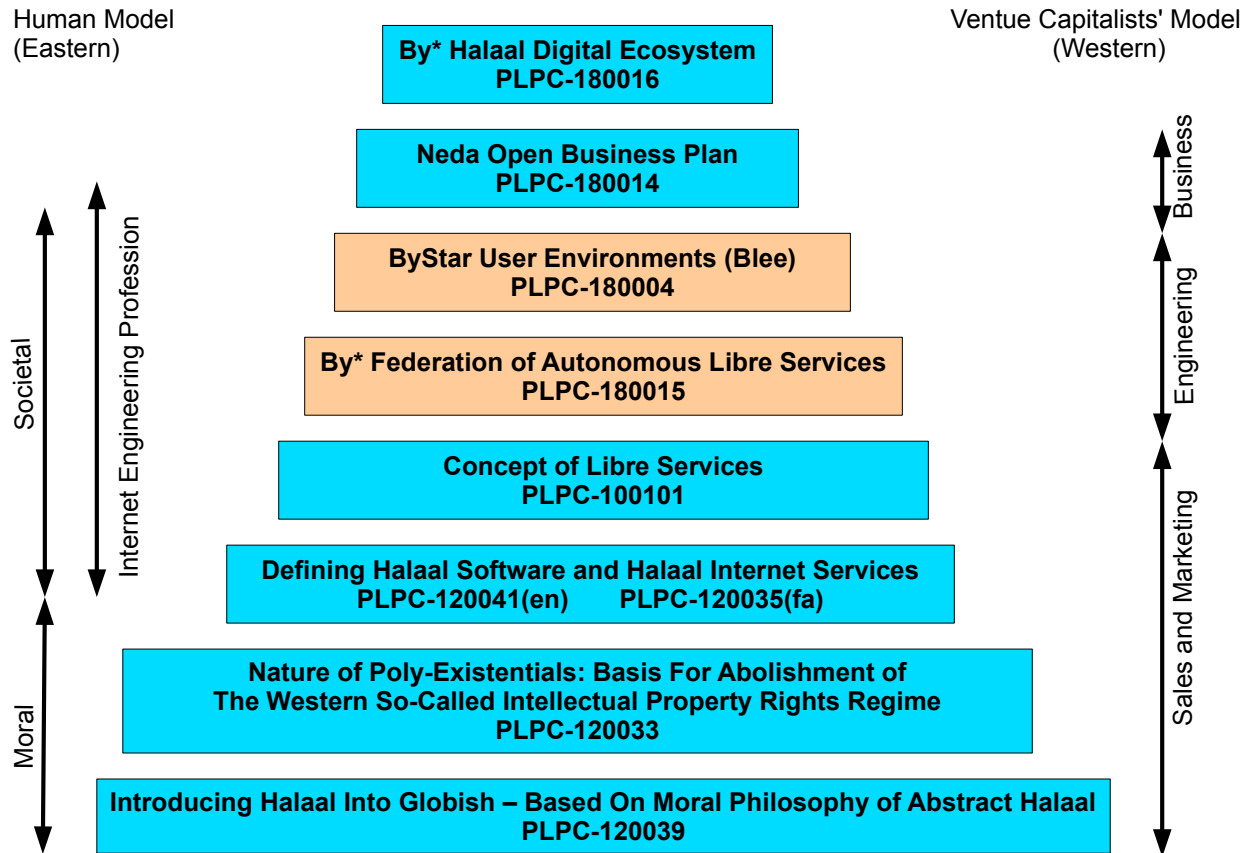 Human Model
(Eastern)
Ventue Capitalists' Model
(Western)
By* Halaal Digital Ecosystem
PLPC-180016
Neda Open Business Plan
PLPC-180014
ByStar User Environments (Blee)
PLPC-180004
By* Federation of Autonomous Libre Services
PLPC-180015
Concept of Libre Services
PLPC-100101
Defining Halaal Software and Halaal Internet Services
PLPC-120041(en) PLPC-120035(fa)
Nature of Poly-Existentials: Basis For Abolishment of
The Western So-Called Intellectual Property Rights Regime
PLPC-120033
Introducing Halaal Into Globish – Based On Moral Philosophy of Abstract Halaal
PLPC-120039
Societal
Moral
Internet Engineering Profession
Business
Engineering
Sales and Marketing